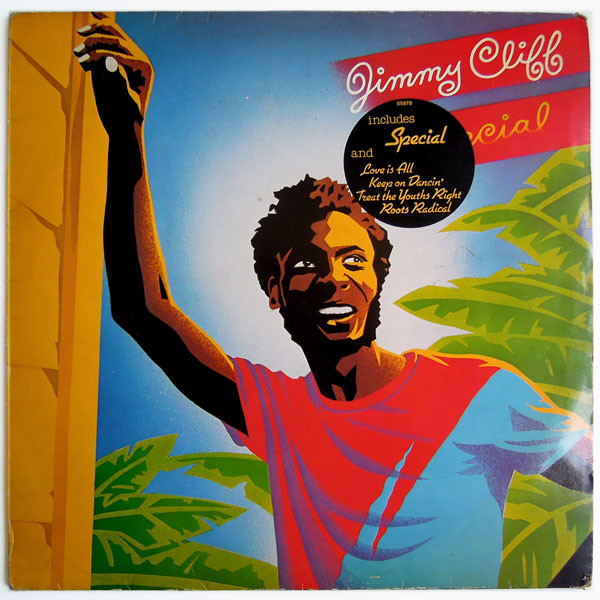 Jimmy Cliff
ecial
85878
includes
Special
and
Love is All
Keep on Dancin'
Treat the Youths Right
Roots Radical